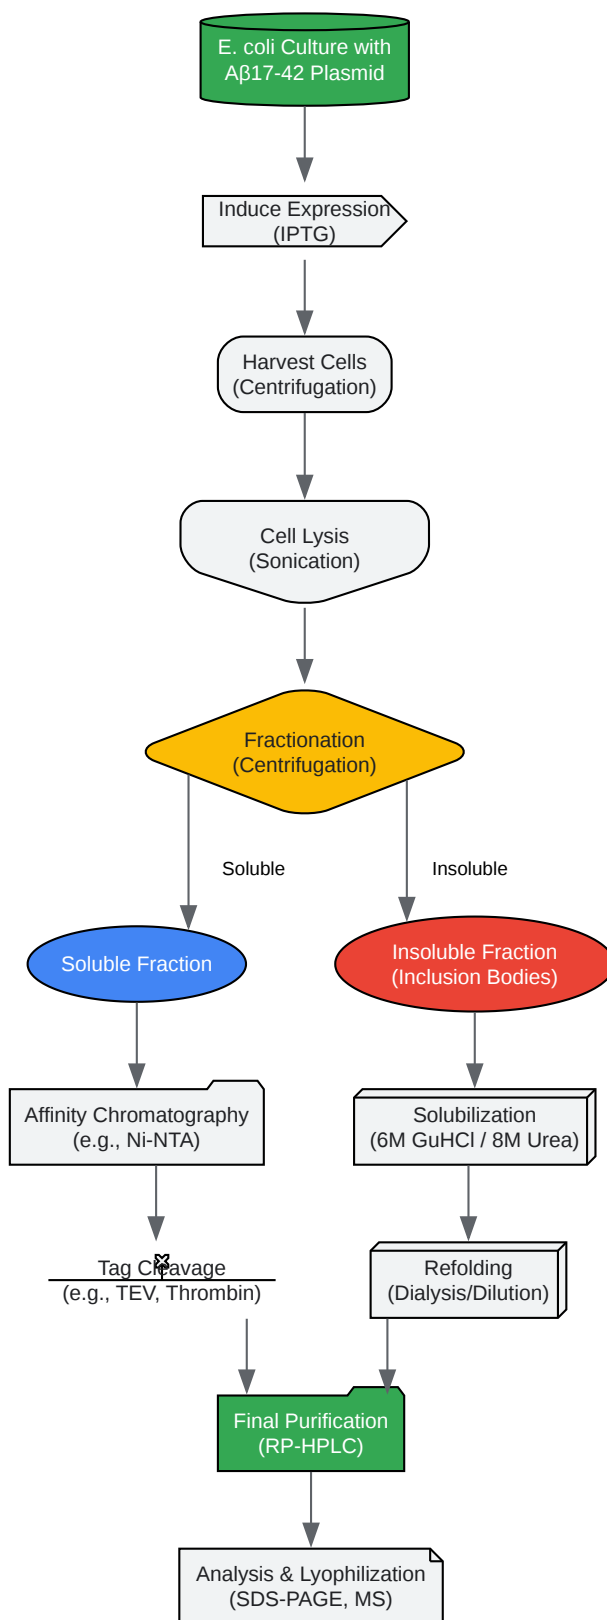 E. coli Culture with
Aβ17-42 Plasmid
Induce Expression
(IPTG)
Harvest Cells
(Centrifugation)
Cell Lysis
(Sonication)
Fractionation
(Centrifugation)
Soluble
Insoluble
Soluble Fraction
Insoluble Fraction
(Inclusion Bodies)
Affinity Chromatography
(e.g., Ni-NTA)
Solubilization
(6M GuHCl / 8M Urea)
Tag Cleavage
(e.g., TEV, Thrombin)
Refolding
(Dialysis/Dilution)
Final Purification
(RP-HPLC)
Analysis & Lyophilization
(SDS-PAGE, MS)